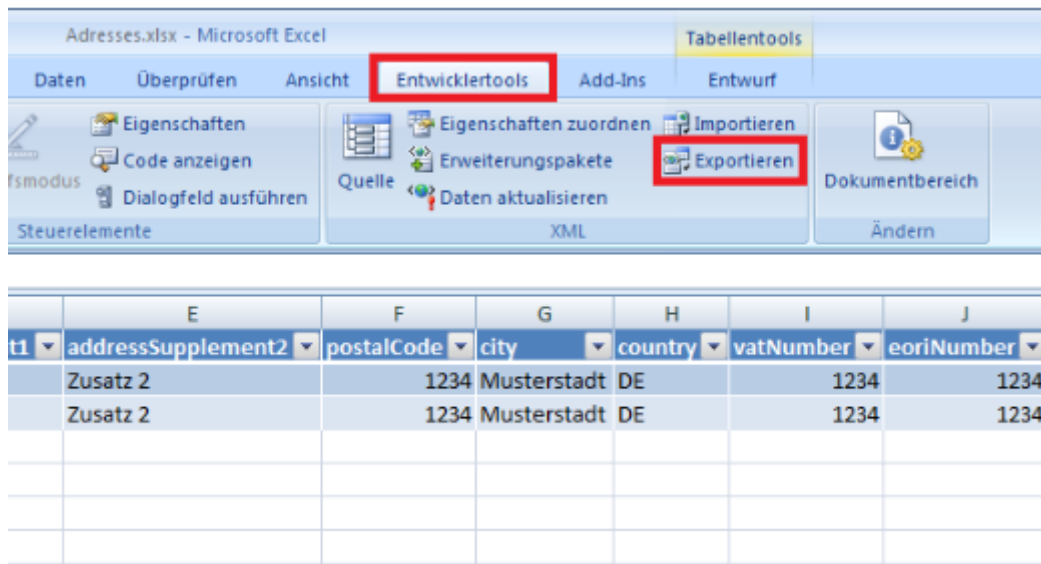 Adresses.xlsx - Microsoft Excel Tabellentools
Daten Überprüfen Ansicht Entwicklertools Add-Ins Entwurf
Eigenschaften Eigenschaften zuordnen Importieren
Code anzeigen Erweiterungspakete Exportieren
fsmodus Quelle Dokumentbereich
Dialogfeld ausführen Daten aktualisieren
Steuerelemente XML Ändern
E F G H I J
t1 addressSupplement2 postalCode city country vatNumber eoriNumber
Zusatz 2 1234 Musterstadt DE 1234 1234
Zusatz 2 1234 Musterstadt DE 1234 1234